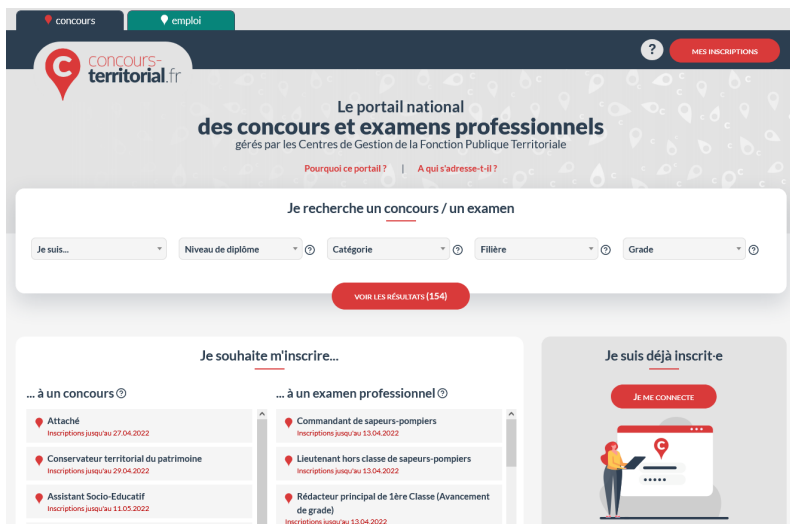 concours
emploi
concours-
territorial.fr
?
MES INSCRIPTIONS
Le portail national
des concours et examens professionnels
gérés par les Centres de Gestion de la Fonction Publique Territoriale
Pourquoi ce portail ? | A qui s'adresse-t-il ?
Je recherche un concours / un examen
Je suis...
Niveau de diplôme ?
Catégorie ?
Filière ?
Grade ?
VOIR LES RÉSULTATS (154)
Je souhaite m'inscrire...
... à un concours ?
Attaché
Inscriptions jusqu'au 27.04.2022
Conservateur territorial du patrimoine
Inscriptions jusqu'au 29.04.2022
Assistant Socio-Educatif
Inscriptions jusqu'au 11.05.2022
... à un examen professionnel ?
Commandant de sapeurs-pompiers
Inscriptions jusqu'au 13.04.2022
Lieutenant hors classe de sapeurs-pompiers
Inscriptions jusqu'au 13.04.2022
Rédacteur principal de 1ère Classe (Avancement
de grade)
Inscriptions jusqu'au 13.04.2022
Je suis déjà inscrit·e
JE ME CONNECTE